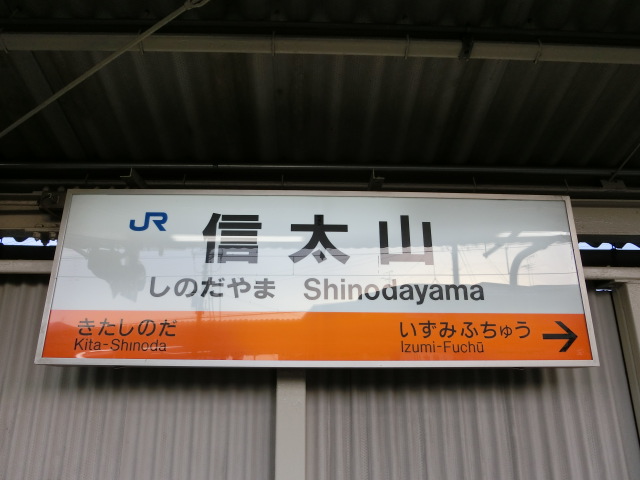 JR 信太山
しのだやま Shinodayama
きたしのだ いずみふちゅう
Kita-Shinoda Izumi-Fuchū